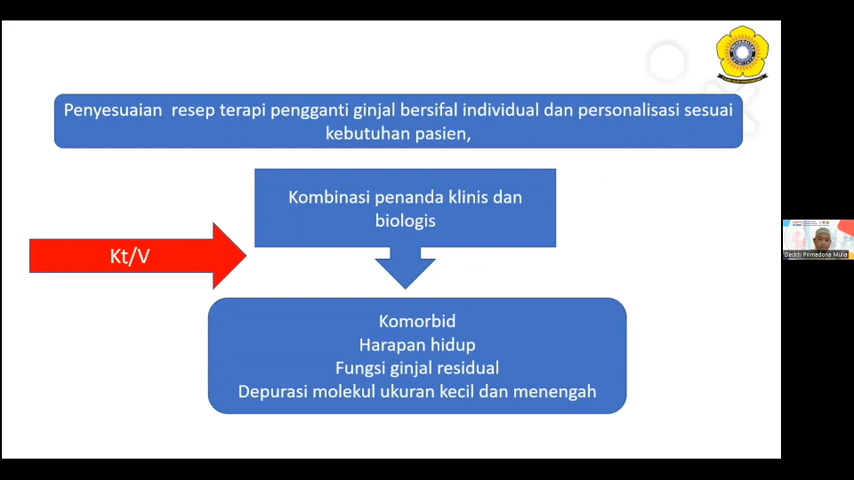 Penyesuaian resep terapi pengganti ginjal bersifal individual dan personalisasi sesuai
kebutuhan pasien,
Kombinasi penanda klinis dan
biologis
Kt/V
Komorbid
Harapan hidup
Fungsi ginjal residual
Depurasi molekul ukuran kecil dan menengah
Deddy Primadona Mula